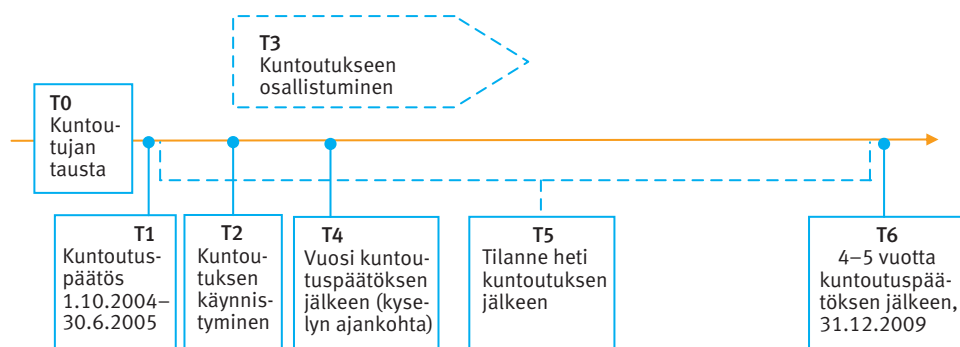 T3
Kuntoutukseen
osallistuminen
T0
Kuntou-
tujan
tausta
T1
Kuntoutus-
päätös
1.10.2004–
30.6.2005
T2
Kuntou-
tuksen
käynnis-
tyminen
T4
Vuosi kuntou-
tuspäätöksen
jälkeen (kyse-
lyn ajankohta)
T5
Tilanne heti
kuntoutuksen
jälkeen
T6
4–5 vuotta
kuntoutuspää-
töksen jälkeen,
31.12.2009